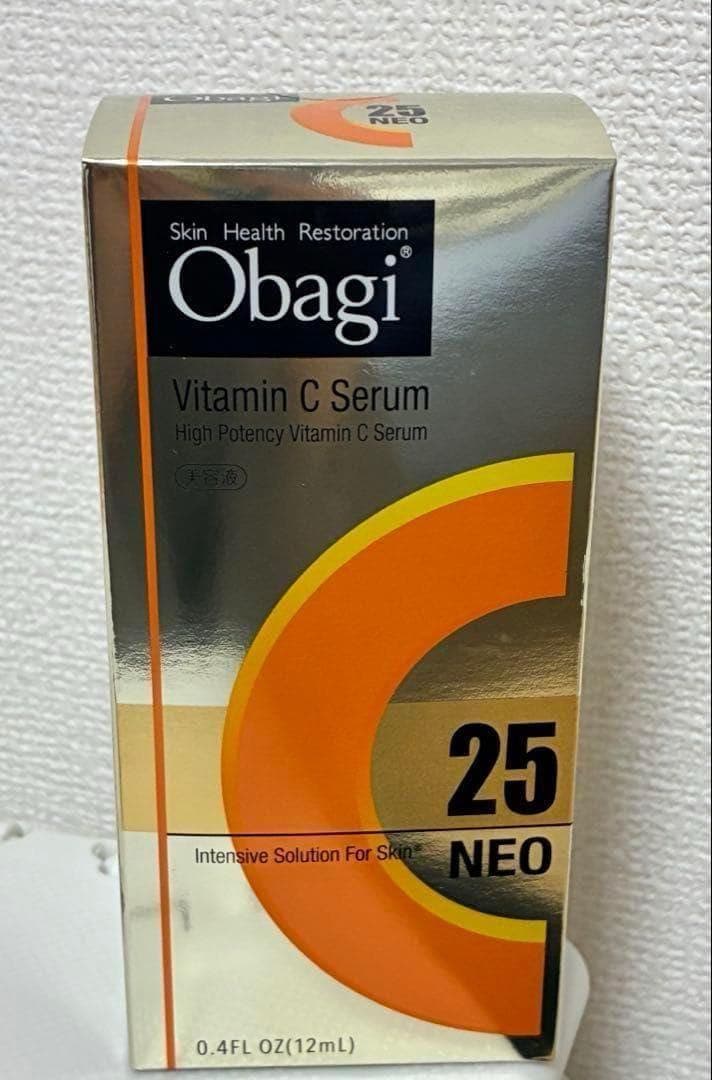 Obagi
25
NEO
Skin Health Restoration
Obagi®
Vitamin C Serum
High Potency Vitamin C Serum
美容液
25
NEO
Intensive Solution For Skin*
0.4FL OZ(12mL)